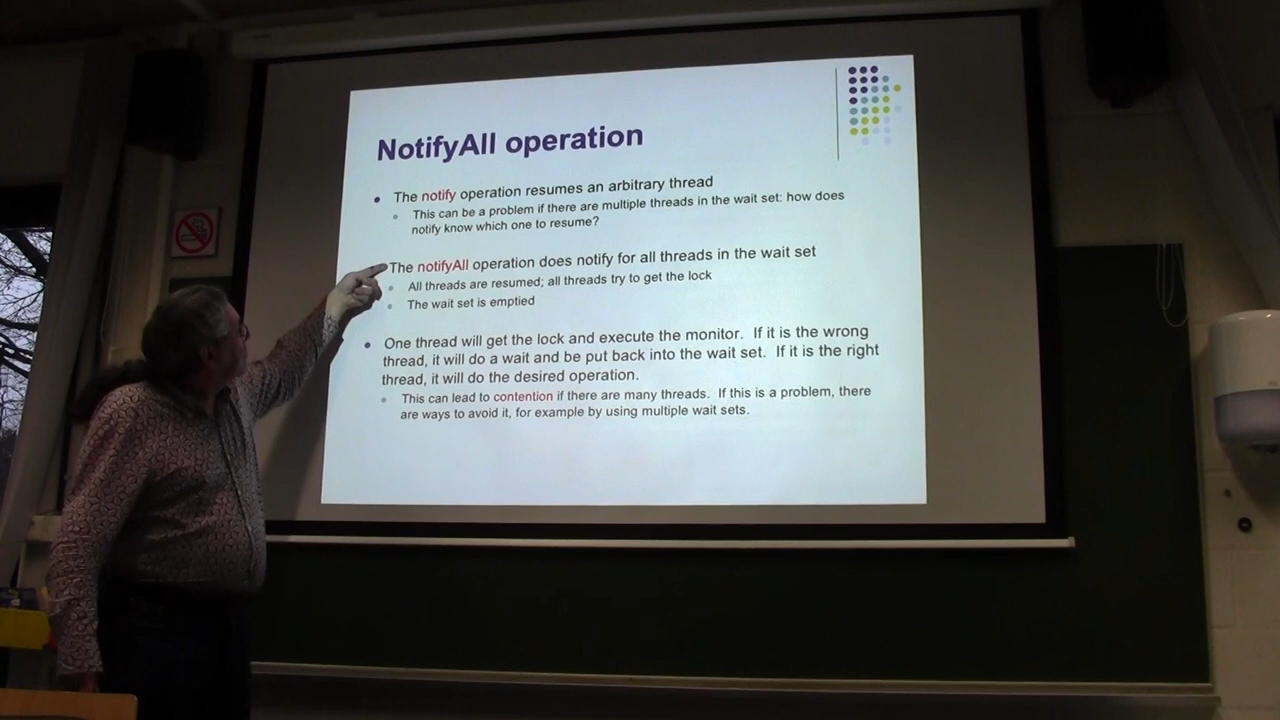 NotifyAll operation
The notify operation resumes an arbitrary thread
This can be a problem if there are multiple threads in the wait set: how does
notify know which one to resume?
The notifyAll operation does notify for all threads in the wait set
All threads are resumed; all threads try to get the lock
The wait set is emptied
One thread will get the lock and execute the monitor. If it is the wrong
thread, it will do a wait and be put back into the wait set. If it is the right
thread, it will do the desired operation.
This can lead to contention if there are many threads. If this is a problem, there
are ways to avoid it, for example by using multiple wait sets.